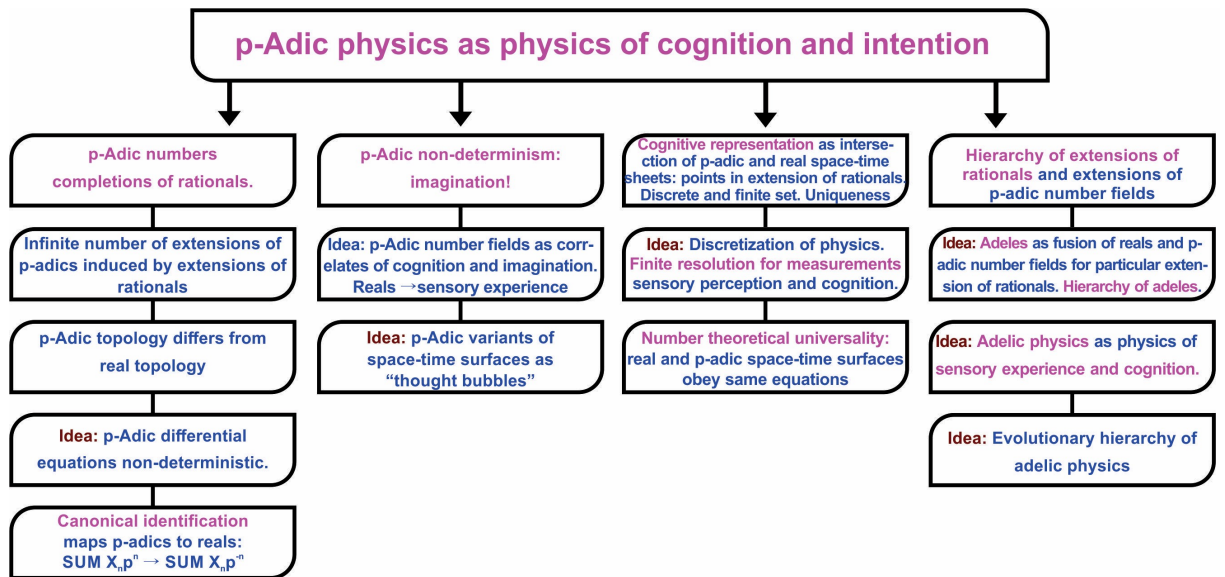 p-Adic physics as physics of cognition and intention
p-Adic numbers
completions of rationals.
Infinite number of extensions of
p-adics induced by extensions of
rationals
p-Adic topology differs from
real topology
Idea: p-Adic differential
equations non-deterministic.
Canonical identification
maps p-adics to reals:
SUM Xₙpⁿ → SUM Xₙp⁻ⁿ
p-Adic non-determinism:
imagination!
Idea: p-Adic number fields as corr-
elates of cognition and imagination.
Reals →sensory experience
Idea: p-Adic variants of
space-time surfaces as
“thought bubbles”
Cognitive representation as interse-
ction of p-adic and real space-time
sheets: points in extension of rationals.
Discrete and finite set. Uniqueness
Idea: Discretization of physics.
Finite resolution for measurements
sensory perception and cognition.
Number theoretical universality:
real and p-adic space-time surfaces
obey same equations
Hierarchy of extensions of
rationals and extensions of
p-adic number fields
Idea: Adeles as fusion of reals and p-
adic number fields for particular exten-
sion of rationals. Hierarchy of adeles.
Idea: Adelic physics as physics of
sensory experience and cognition.
Idea: Evolutionary hierarchy of
adelic physics